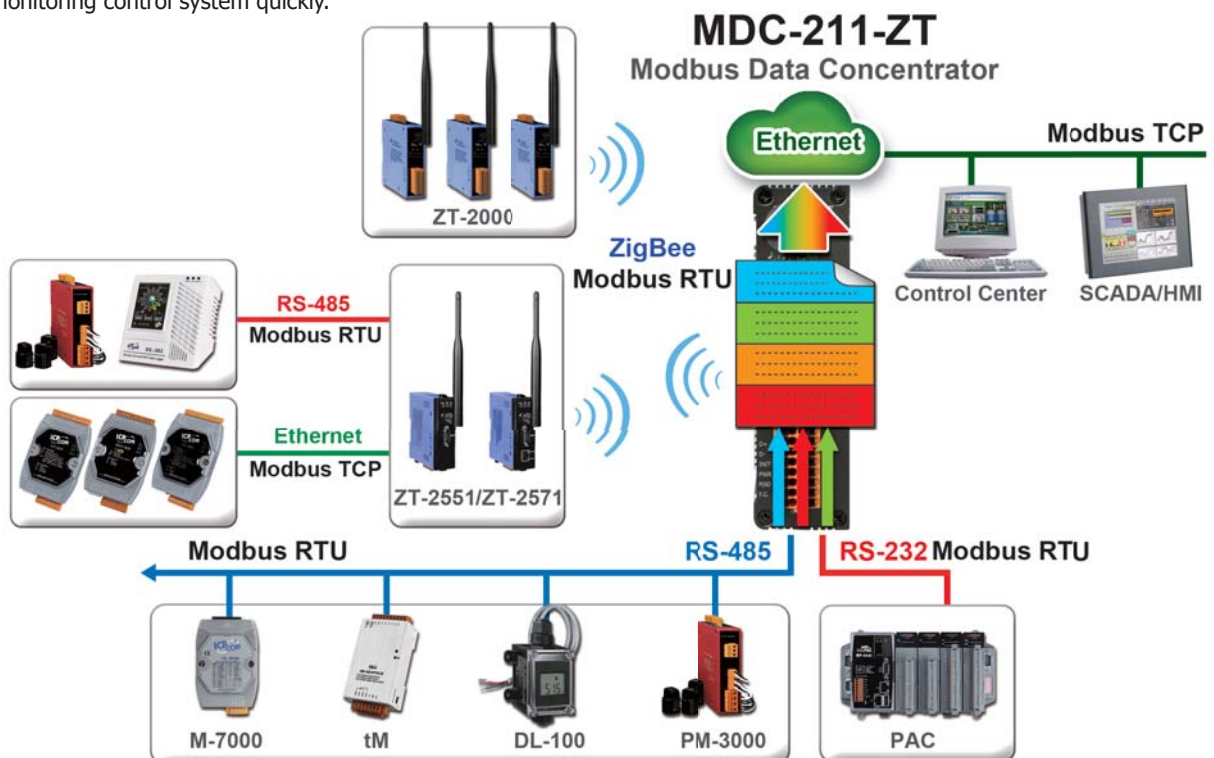 monitoring control system quickly.
MDC-211-ZT
Modbus Data Concentrator
ZT-2000
Ethernet
Modbus TCP
Control Center
SCADA/HMI
ZigBee
Modbus RTU
RS-485
Modbus RTU
Ethernet
Modbus TCP
ZT-2551/ZT-2571
D+
D-
PWR
F.G.
Modbus RTU
RS-485
RS-232 Modbus RTU
M-7000
tM
DL-100
PM-3000
PAC